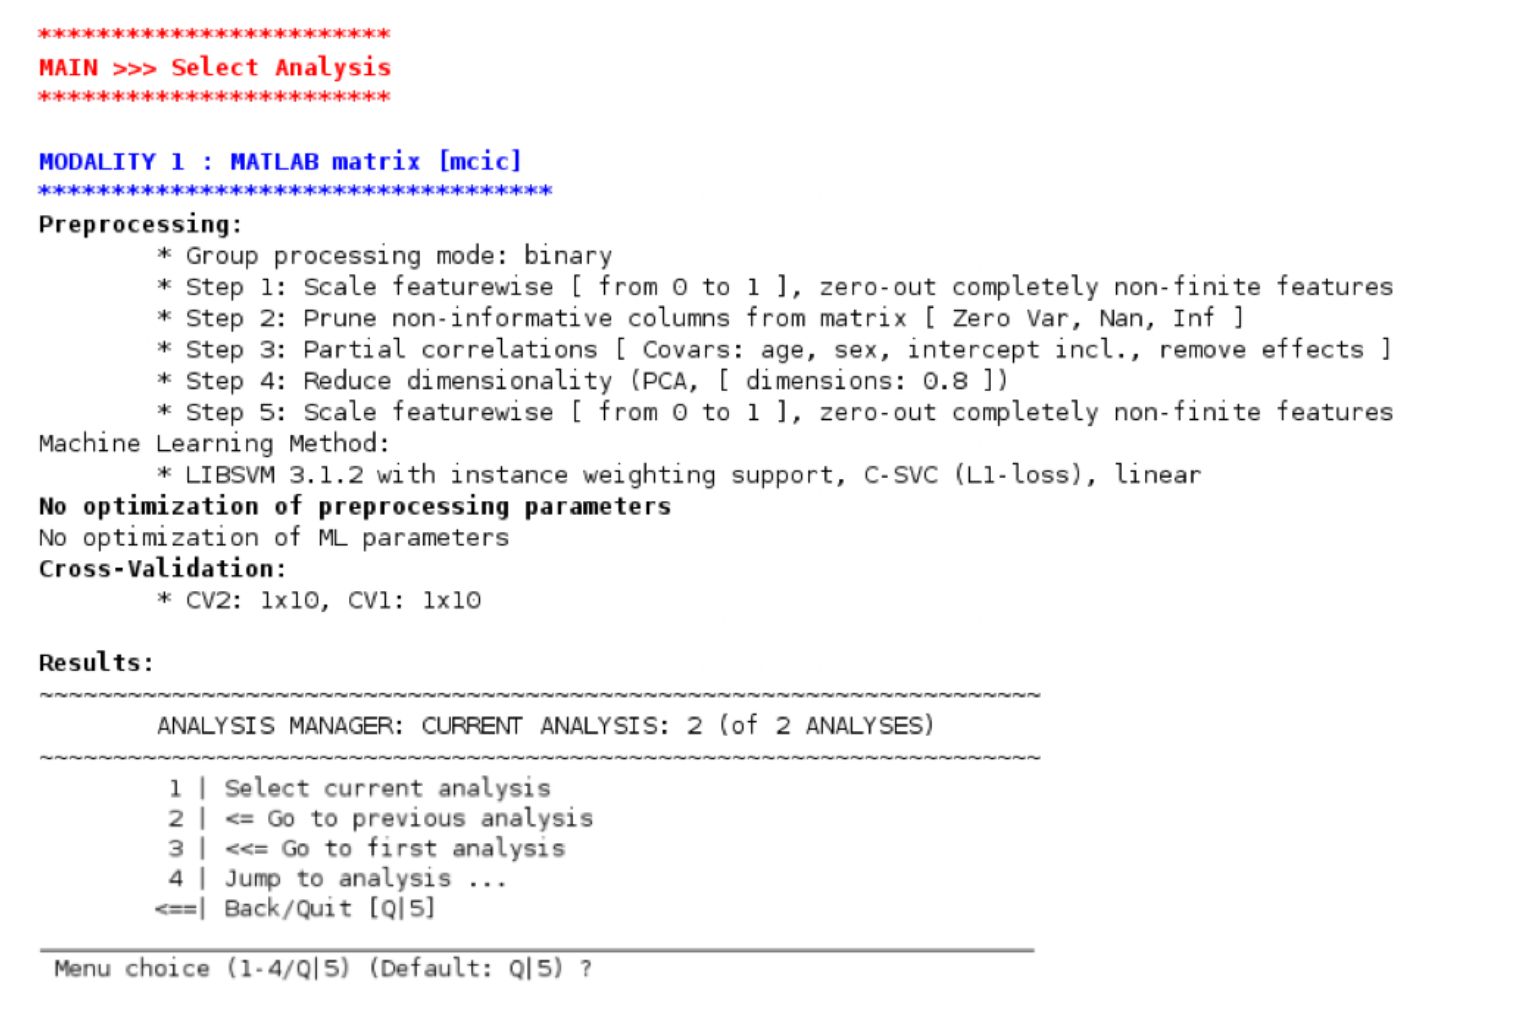 ************************
MAIN >>> Select Analysis
************************
MODALITY 1 : MATLAB matrix [mcic]
***********************************
Preprocessing:
* Group processing mode: binary
* Step 1: Scale featurewise [ from 0 to 1 ], zero-out completely non-finite features
* Step 2: Prune non-informative columns from matrix [ Zero Var, Nan, Inf ]
* Step 3: Partial correlations [ Covars: age, sex, intercept incl., remove effects ]
* Step 4: Reduce dimensionality (PCA, [ dimensions: 0.8 ])
* Step 5: Scale featurewise [ from 0 to 1 ], zero-out completely non-finite features
Machine Learning Method:
* LIBSVM 3.1.2 with instance weighting support, C-SVC (L1-loss), linear
No optimization of preprocessing parameters
No optimization of ML parameters
Cross-Validation:
* CV2: 1x10, CV1: 1x10
Results:
~~~~~~~~~~~~~~~~~~~~~~~~~~~~~~~~~~~~~~~~~~~~~~~~~~~~~~~~~~~~~~~~~~~~
ANALYSIS MANAGER: CURRENT ANALYSIS: 2 (of 2 ANALYSES)
~~~~~~~~~~~~~~~~~~~~~~~~~~~~~~~~~~~~~~~~~~~~~~~~~~~~~~~~~~~~~~~~~~~~
1 | Select current analysis
2 | <= Go to previous analysis
3 | <<= Go to first analysis
4 | Jump to analysis ...
<==| Back/Quit [Q|5]
Menu choice (1-4/Q|5) (Default: Q|5) ?